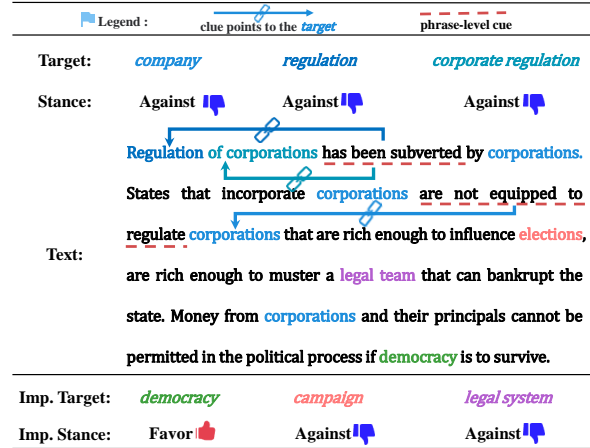 Legend :
clue points to the target
phrase-level cue
Target: company regulation corporate regulation
Stance: Against Against Against
Regulation of corporations has been subverted by corporations.
States that incorporate corporations are not equipped to
regulate corporations that are rich enough to influence elections,
Text:
are rich enough to muster a legal team that can bankrupt the
state. Money from corporations and their principals cannot be
permitted in the political process if democracy is to survive.
Imp. Target: democracy campaign legal system
Imp. Stance: Favor Against Against